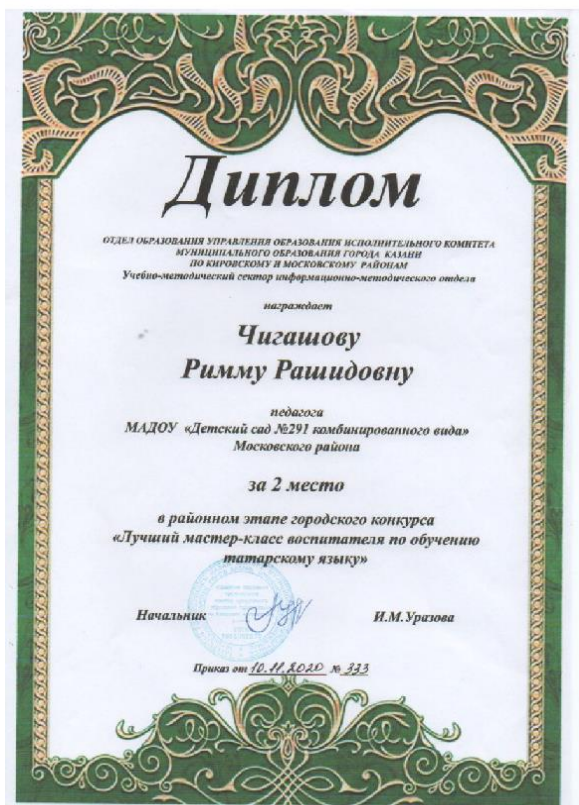 Диплом
ОТДЕЛ ОБРАЗОВАНИЯ УПРАВЛЕНИЯ ОБРАЗОВАНИЯ ИСПОЛНИТЕЛЬНОГО КОМИТЕТА
МУНИЦИПАЛЬНОГО ОБРАЗОВАНИЯ ГОРОДА КАЗАНИ
ПО КИРОВСКОМУ И МОСКОВСКОМУ РАЙОНАМ
Учебно-методический сектор информационно-методического отдела
награждает
Чигашову
Римму Рашидовну
педагога
МАДОУ «Детский сад №291 комбинированного вида»
Московского района
за 2 место
в районном этапе городского конкурса
«Лучший мастер-класс воспитателя по обучению
татарскому языку»
Начальник И.М.Уразова
Приказ от 10.11.2020 № 333